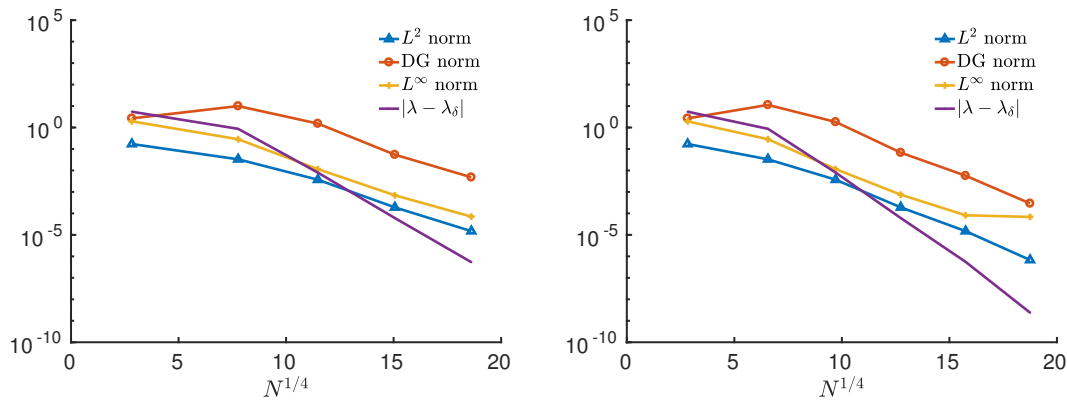 10^5
10^0
10^-5
10^-10
0 5 10 15 20
N^{1/4}
L^2 norm
DG norm
L^∞ norm
|λ − λ_δ|
10^5
10^0
10^-5
10^-10
0 5 10 15 20
N^{1/4}
L^2 norm
DG norm
L^∞ norm
|λ − λ_δ|